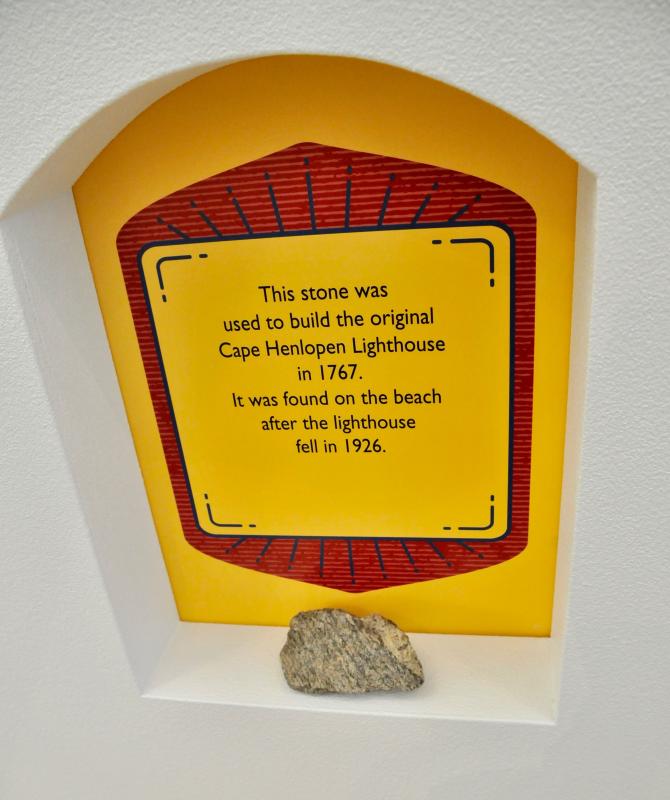 This stone was
used to build the original
Cape Henlopen Lighthouse
in 1767.
It was found on the beach
after the lighthouse
fell in 1926.